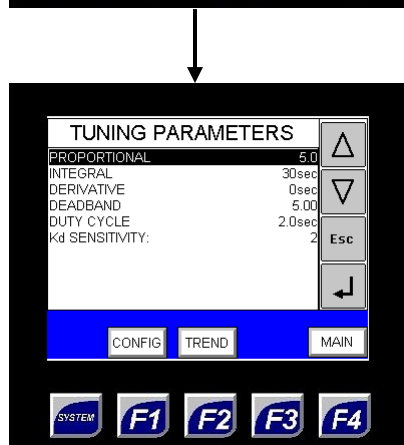 TUNING PARAMETERS
PROPORTIONAL 5.0
INTEGRAL 30sec
DERIVATIVE 0sec
DEADBAND 5.00
DUTY CYCLE 2.0sec
Kd SENSITIVITY: 2
Esc
CONFIG TREND MAIN
SYSTEM F1 F2 F3 F4